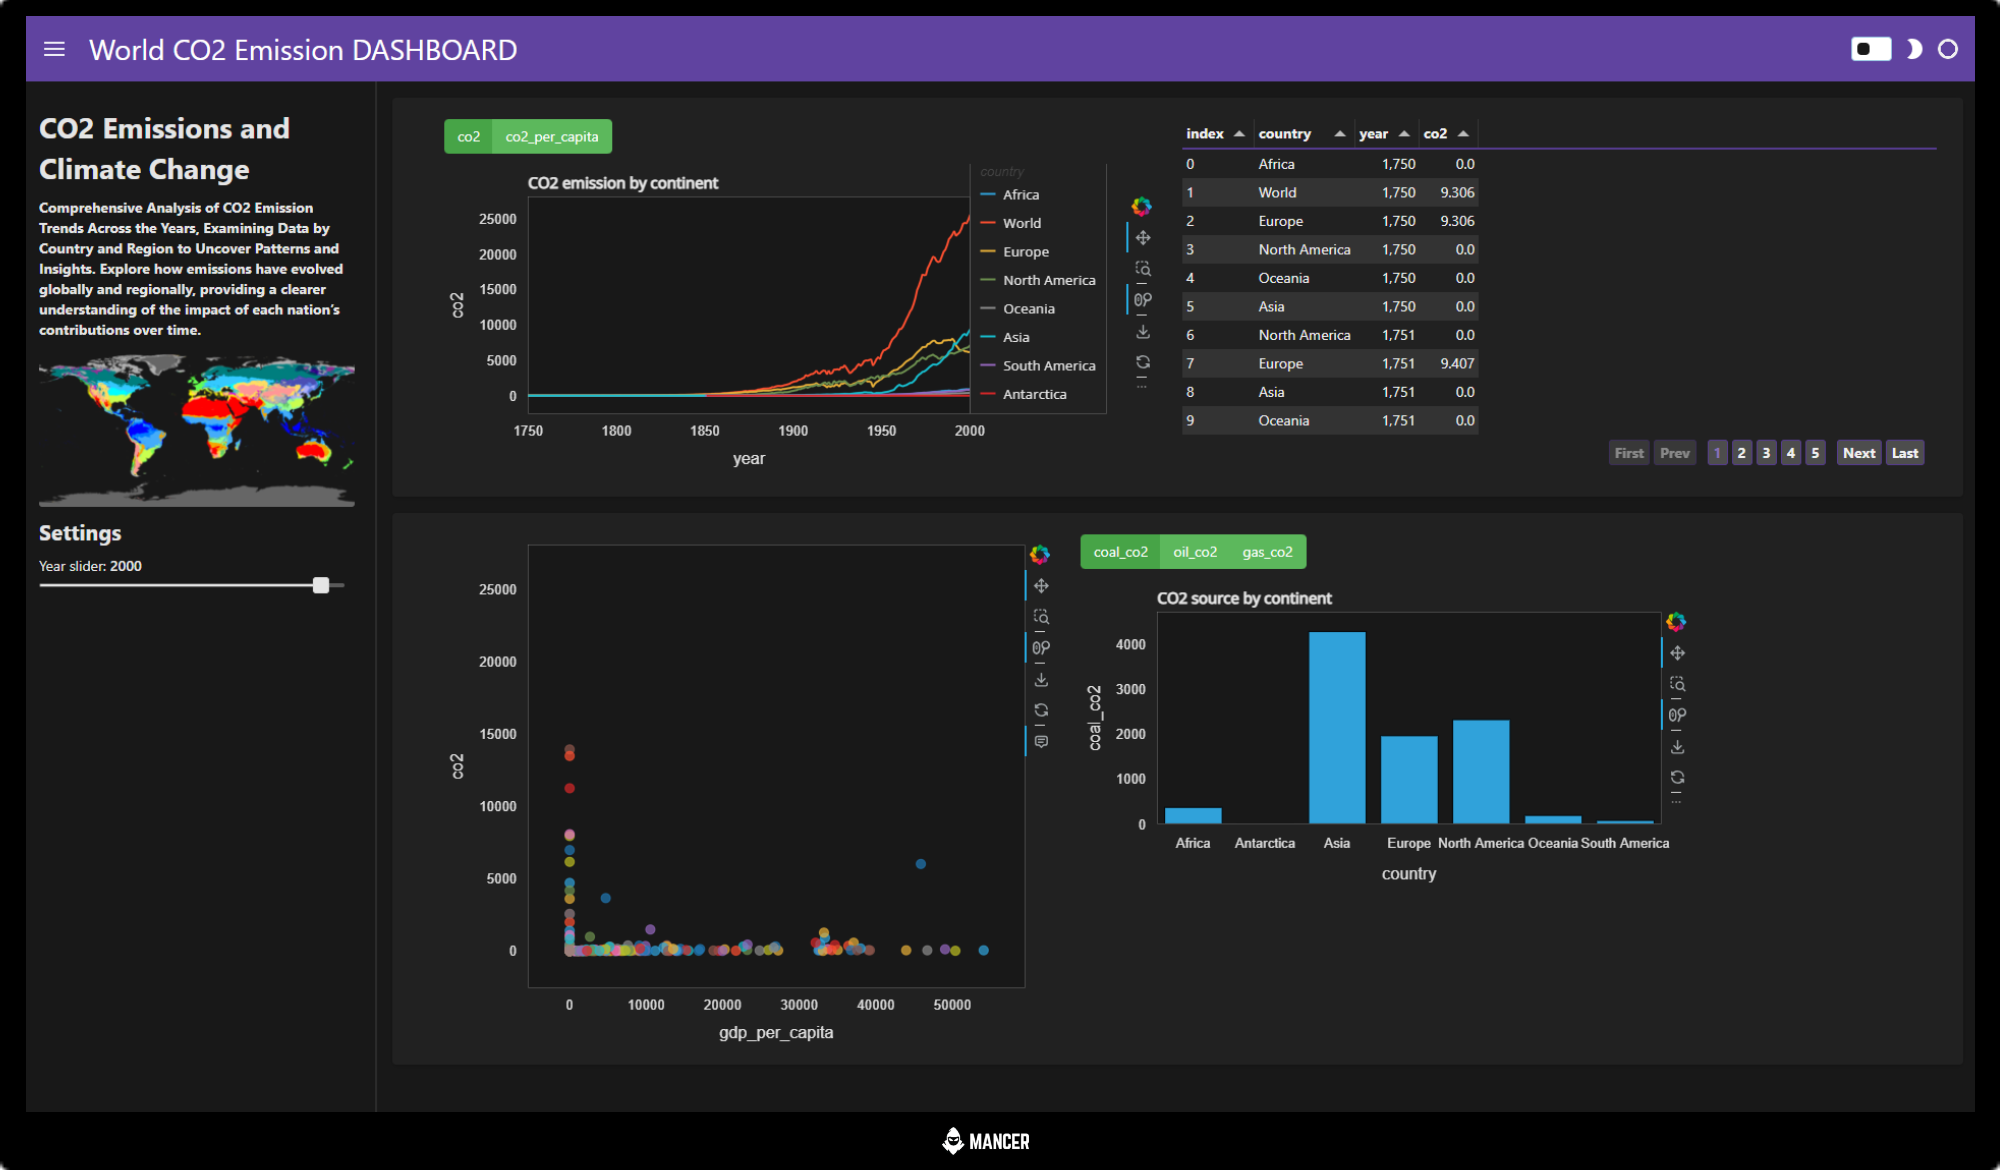 World CO2 Emission DASHBOARD
CO2 Emissions and
Climate Change
Comprehensive Analysis of CO2 Emission
Trends Across the Years, Examining Data by
Country and Region to Uncover Patterns and
Insights. Explore how emissions have evolved
globally and regionally, providing a clearer
understanding of the impact of each nation's
contributions over time.
Settings
Year slider: 2000
co2 co2_per_capita
CO2 emission by continent
co2
25000
20000
15000
10000
5000
0
1750 1800 1850 1900 1950 2000
year
country
Africa
World
Europe
North America
Oceania
Asia
South America
Antarctica
index country year co2
0 Africa 1,750 0.0
1 World 1,750 9.306
2 Europe 1,750 9.306
3 North America 1,750 0.0
4 Oceania 1,750 0.0
5 Asia 1,750 0.0
6 North America 1,751 0.0
7 Europe 1,751 9.407
8 Asia 1,751 0.0
9 Oceania 1,751 0.0
First Prev 1 2 3 4 5 Next Last
co2
25000
20000
15000
10000
5000
0
0 10000 20000 30000 40000 50000
gdp_per_capita
coal_co2 oil_co2 gas_co2
CO2 source by continent
coal_co2
4000
3000
2000
1000
0
Africa Antarctica Asia Europe North America Oceania South America
country
MANCER